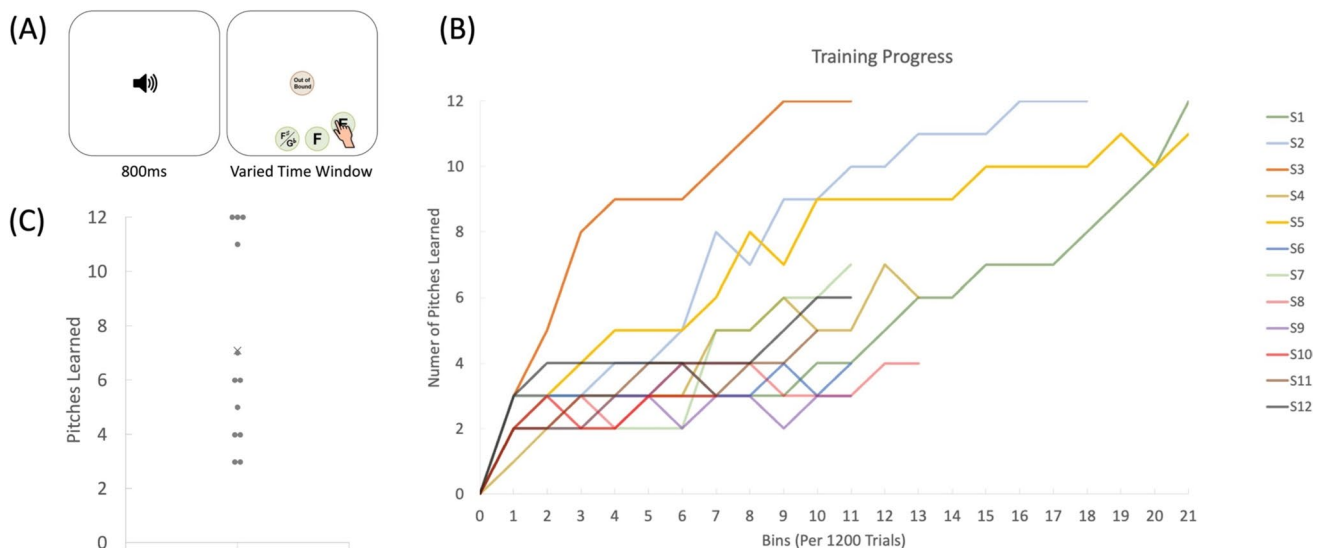 (A)
Out of
Bound
F♯/G♭
F
E
800ms
Varied Time Window
(B)
Training Progress
Numer of Pitches Learned
12
10
8
6
4
2
0
0 1 2 3 4 5 6 7 8 9 10 11 12 13 14 15 16 17 18 19 20 21
Bins (Per 1200 Trials)
S1
S2
S3
S4
S5
S6
S7
S8
S9
S10
S11
S12
(C)
Pitches Learned
12
10
8
6
4
2
0